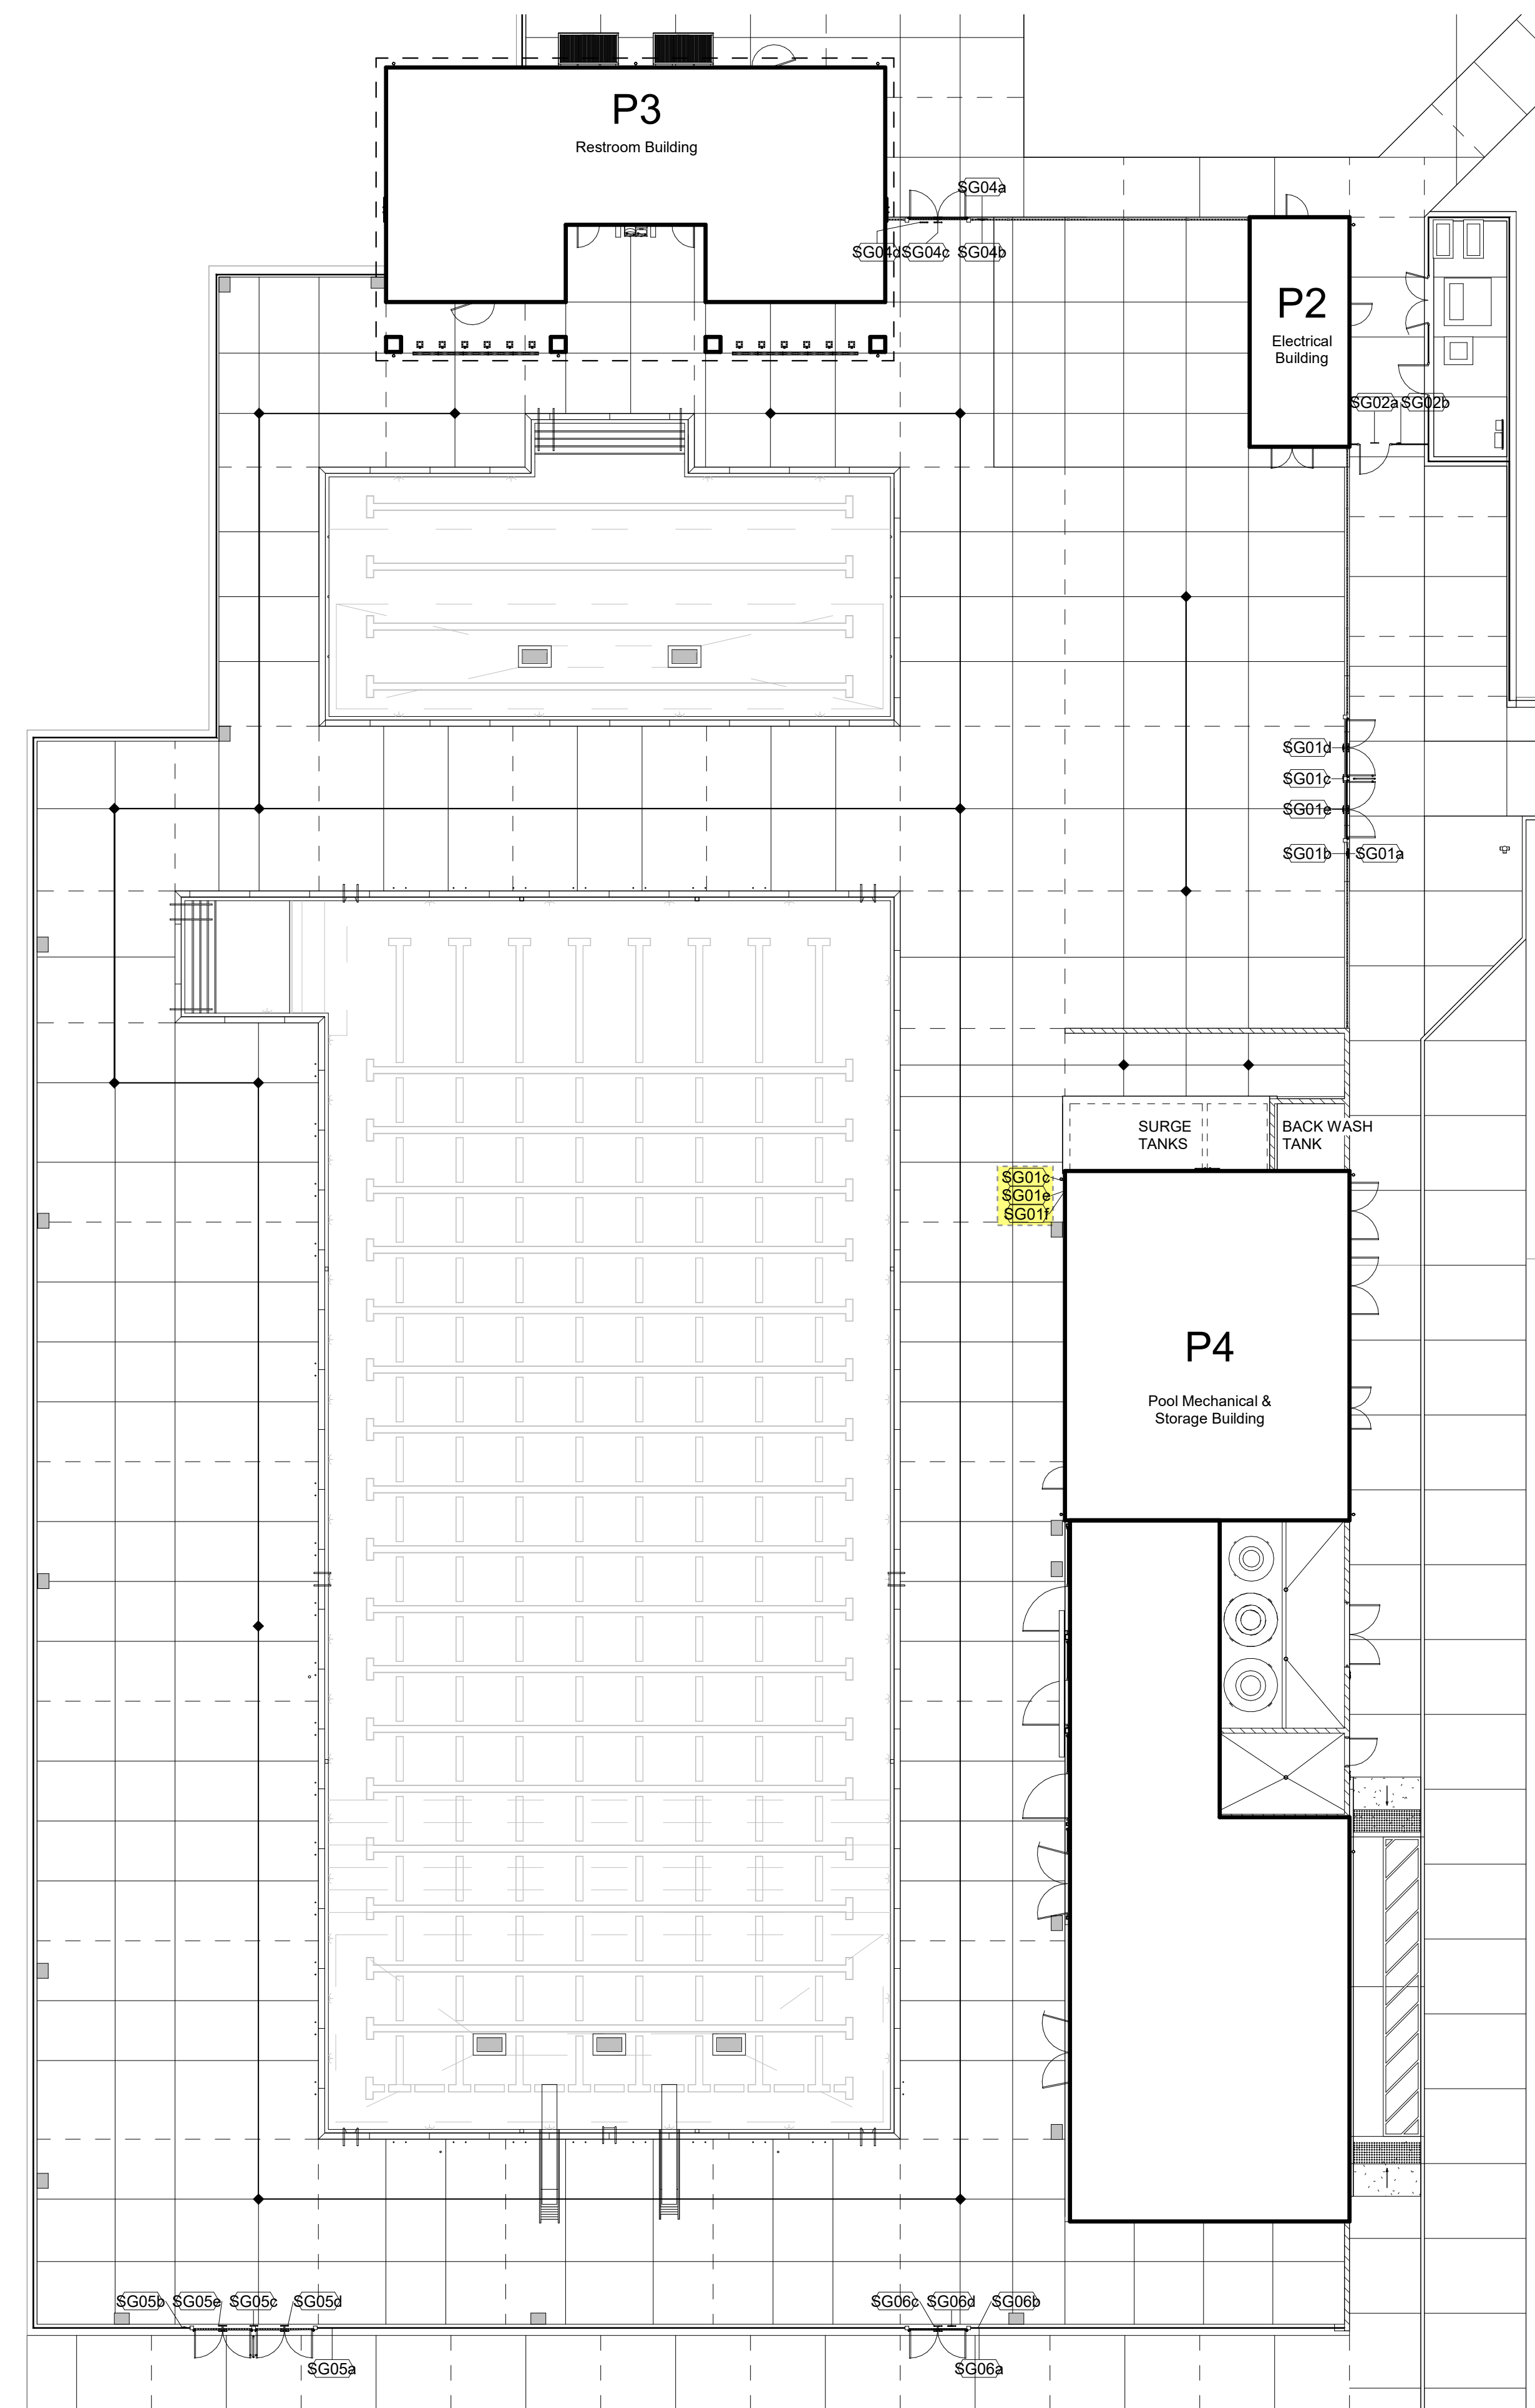 P3
Restroom Building
SG04a
SG04d
SG04c
SG04b
P2
Electrical
Building
SG02a
SG02b
SG01d
SG01c
SG01e
SG01b
SG01a
SURGE
TANKS
BACK WASH
TANK
SG01c
SG01e
SG01f
P4
Pool Mechanical &
Storage Building
SG05b
SG05e
SG05c
SG05d
SG06c
SG06d
SG06b
SG05a
SG06a